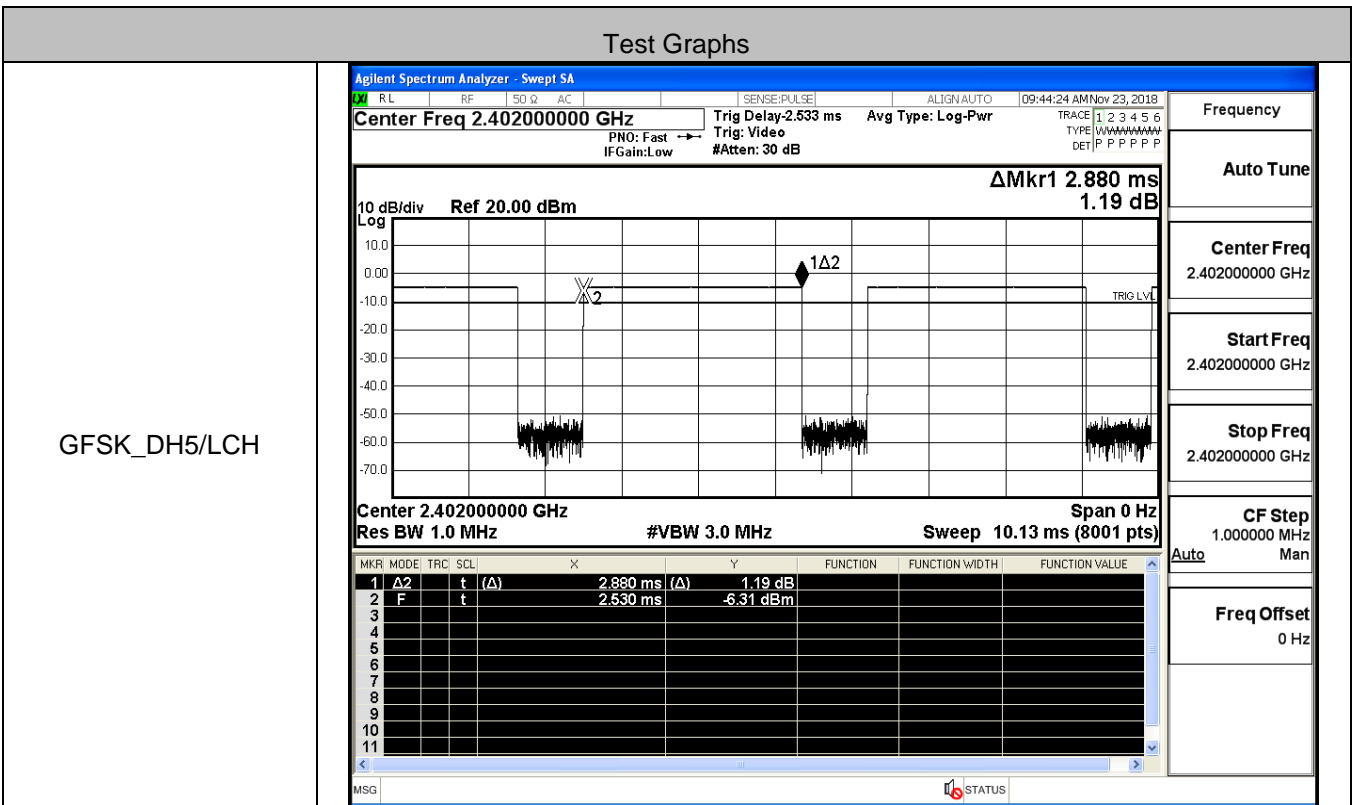 Test Graphs
GFSK_DH5/LCH
Agilent Spectrum Analyzer - Swept SA
LXI RL RF 50 Ω AC SENSE:PULSE ALIGN AUTO 09:44:24 AM Nov 23, 2018
Center Freq 2.402000000 GHz
PNO: Fast
IFGain:Low
Trig Delay-2.533 ms
Trig: Video
#Atten: 30 dB
Avg Type: Log-Pwr
TRACE 1 2 3 4 5 6
TYPE WWWWWW
DET P P P P P P
ΔMkr1 2.880 ms
1.19 dB
10 dB/div Ref 20.00 dBm
Log
10.0
0.00
-10.0
-20.0
-30.0
-40.0
-50.0
-60.0
-70.0
1Δ2
2
TRIG LVL
Center 2.402000000 GHz Span 0 Hz
Res BW 1.0 MHz #VBW 3.0 MHz Sweep 10.13 ms (8001 pts)
MKR MODE TRC SCL X Y FUNCTION FUNCTION WIDTH FUNCTION VALUE
1 Δ2 t (Δ) 2.880 ms (Δ) 1.19 dB
2 F t 2.530 ms -6.31 dBm
3
4
5
6
7
8
9
10
11
MSG STATUS
Frequency
Auto Tune
Center Freq
2.402000000 GHz
Start Freq
2.402000000 GHz
Stop Freq
2.402000000 GHz
CF Step
1.000000 MHz
Auto Man
Freq Offset
0 Hz